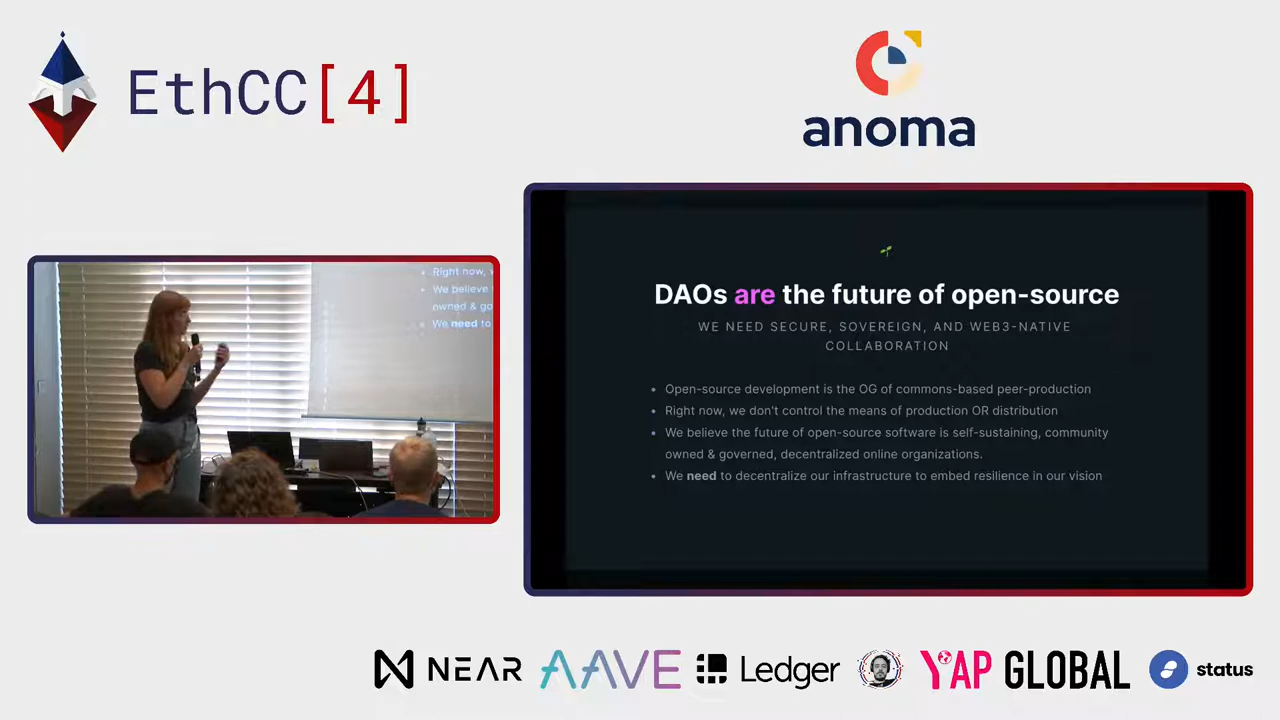 EthCC[4]
anoma
Right now, w
We believe
owned & go
We need to
DAOs are the future of open-source
WE NEED SECURE, SOVEREIGN, AND WEB3-NATIVE
COLLABORATION
• Open-source development is the OG of commons-based peer-production
• Right now, we don't control the means of production OR distribution
• We believe the future of open-source software is self-sustaining, community
owned & governed, decentralized online organizations.
• We need to decentralize our infrastructure to embed resilience in our vision
NEAR
AAVE
Ledger
YAP GLOBAL
status